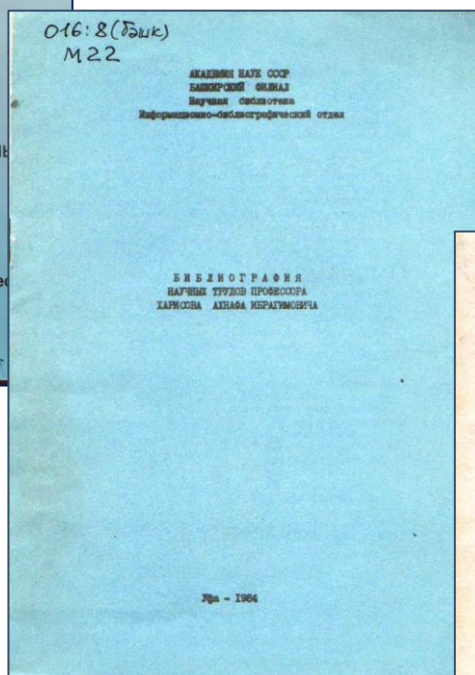 016:8(башк)
М22
АКАДЕМИЯ НАУК СССР
БАШКИРСКИЙ ФИЛИАЛ
Научная библиотека
Информационно-библиографический отдел
БИБЛИОГРАФИЯ
НАУЧНЫХ ТРУДОВ ПРОФЕССОРА
ХАРИСОВА АХНАФА ИБРАГИМОВИЧА
Уфа - 1984